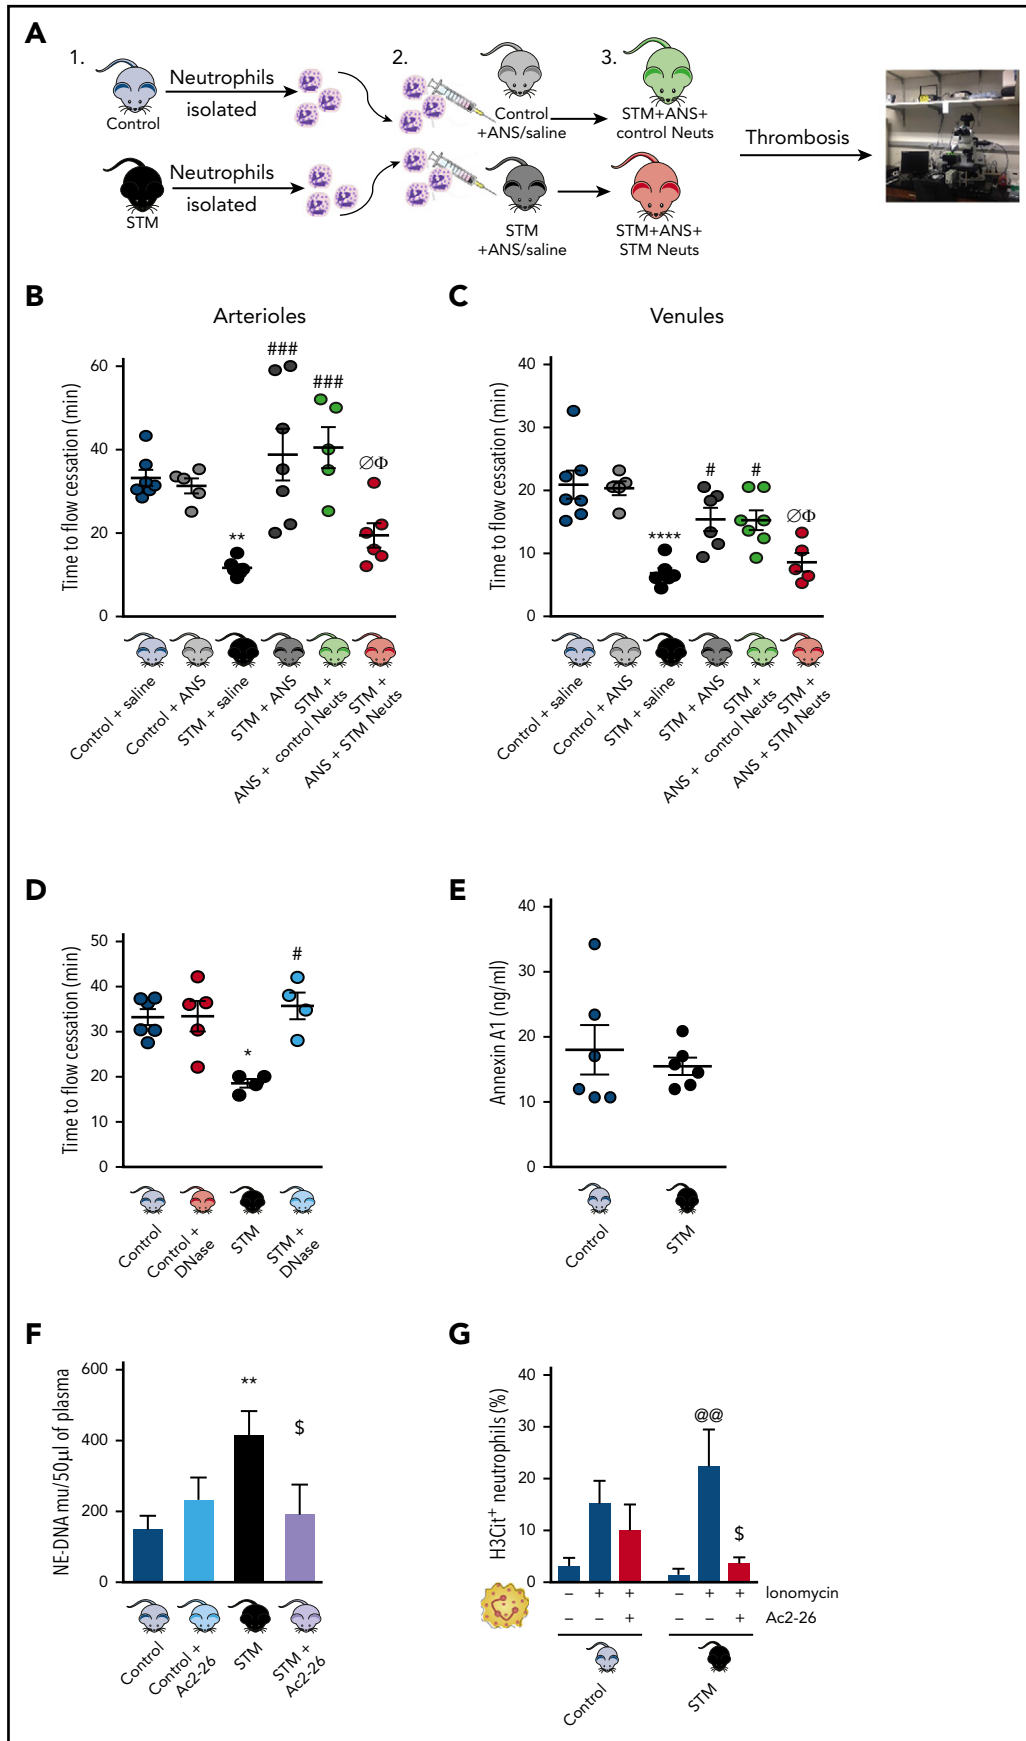 A
1.
Neutrophils
isolated
Control
2.
Control
+ANS/saline
3.
STM+ANS+
control Neuts
Thrombosis
Neutrophils
isolated
STM
STM
+ANS/saline
STM+ANS+
STM Neuts
B
Arterioles
Time to flow cessation (min)
60
40
20
0
**
###
###
∅Φ
Control + saline
Control + ANS
STM + saline
STM + ANS
STM +
ANS + control Neuts
STM +
ANS + STM Neuts
C
Venules
Time to flow cessation (min)
40
30
20
10
0
****
#
#
∅Φ
Control + saline
Control + ANS
STM + saline
STM + ANS
STM +
ANS + control Neuts
STM +
ANS + STM Neuts
D
Time to flow cessation (min)
50
40
30
20
10
0
*
#
Control
Control +
DNase
STM
STM +
DNase
E
Annexin A1 (ng/ml)
40
30
20
10
0
Control
STM
F
NE-DNA mu/50μl of plasma
600
400
200
0
**
$
Control
Control +
Ac2-26
STM
STM +
Ac2-26
G
H3Cit+ neutrophils (%)
40
30
20
10
0
@@
$
– + + – + + Ionomycin
– – + – – + Ac2-26
Control
STM